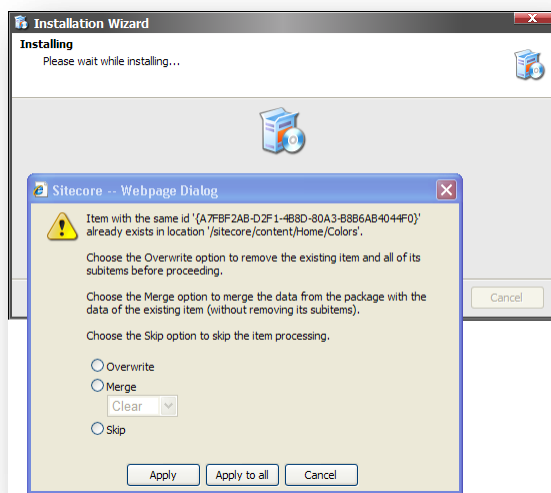 Installation Wizard
Installing
Please wait while installing...
Sitecore -- Webpage Dialog
Item with the same id '{A7FBF2AB-D2F1-4B8D-80A3-B8B6AB4044F0}'
already exists in location '/sitecore/content/Home/Colors'.
Choose the Overwrite option to remove the existing item and all of its
subitems before proceeding.
Choose the Merge option to merge the data from the package with the
data of the existing item (without removing its subitems).
Choose the Skip option to skip the item processing.
Overwrite
Merge
Clear
Skip
Apply
Apply to all
Cancel
Cancel